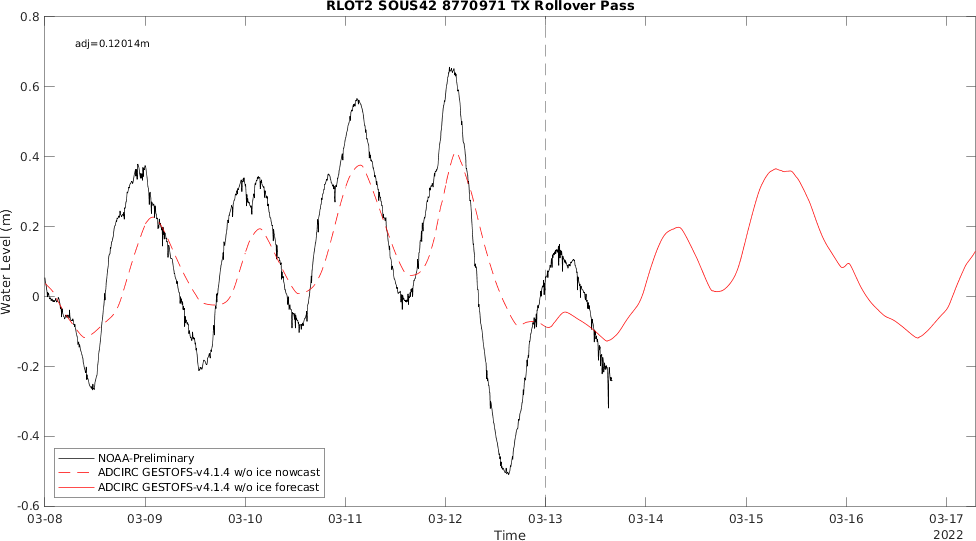 RLOT2 SOUS42 8770971 TX Rollover Pass
adj=0.12014m
0.8
0.6
0.4
0.2
0
-0.2
-0.4
-0.6
Water Level (m)
NOAA-Preliminary
ADCIRC GESTOFS-v4.1.4 w/o ice nowcast
ADCIRC GESTOFS-v4.1.4 w/o ice forecast
03-08 03-09 03-10 03-11 03-12 03-13 03-14 03-15 03-16 03-17
Time
2022